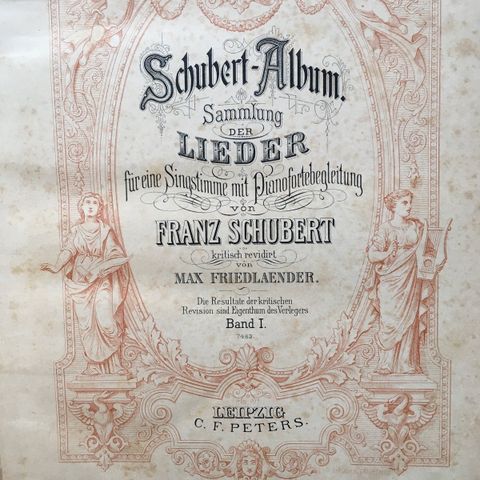 Schubert-Album.
Sammlung
DER
LIEDER
für eine Singstimme mit Pianofortebegleitung
von
FRANZ SCHUBERT
kritisch revidirt
von
MAX FRIEDLAENDER.
Die Resultate der kritischen
Revision sind Eigenthum des Verlegers
Band I.
7463.
LEIPZIG
C. F. PETERS.